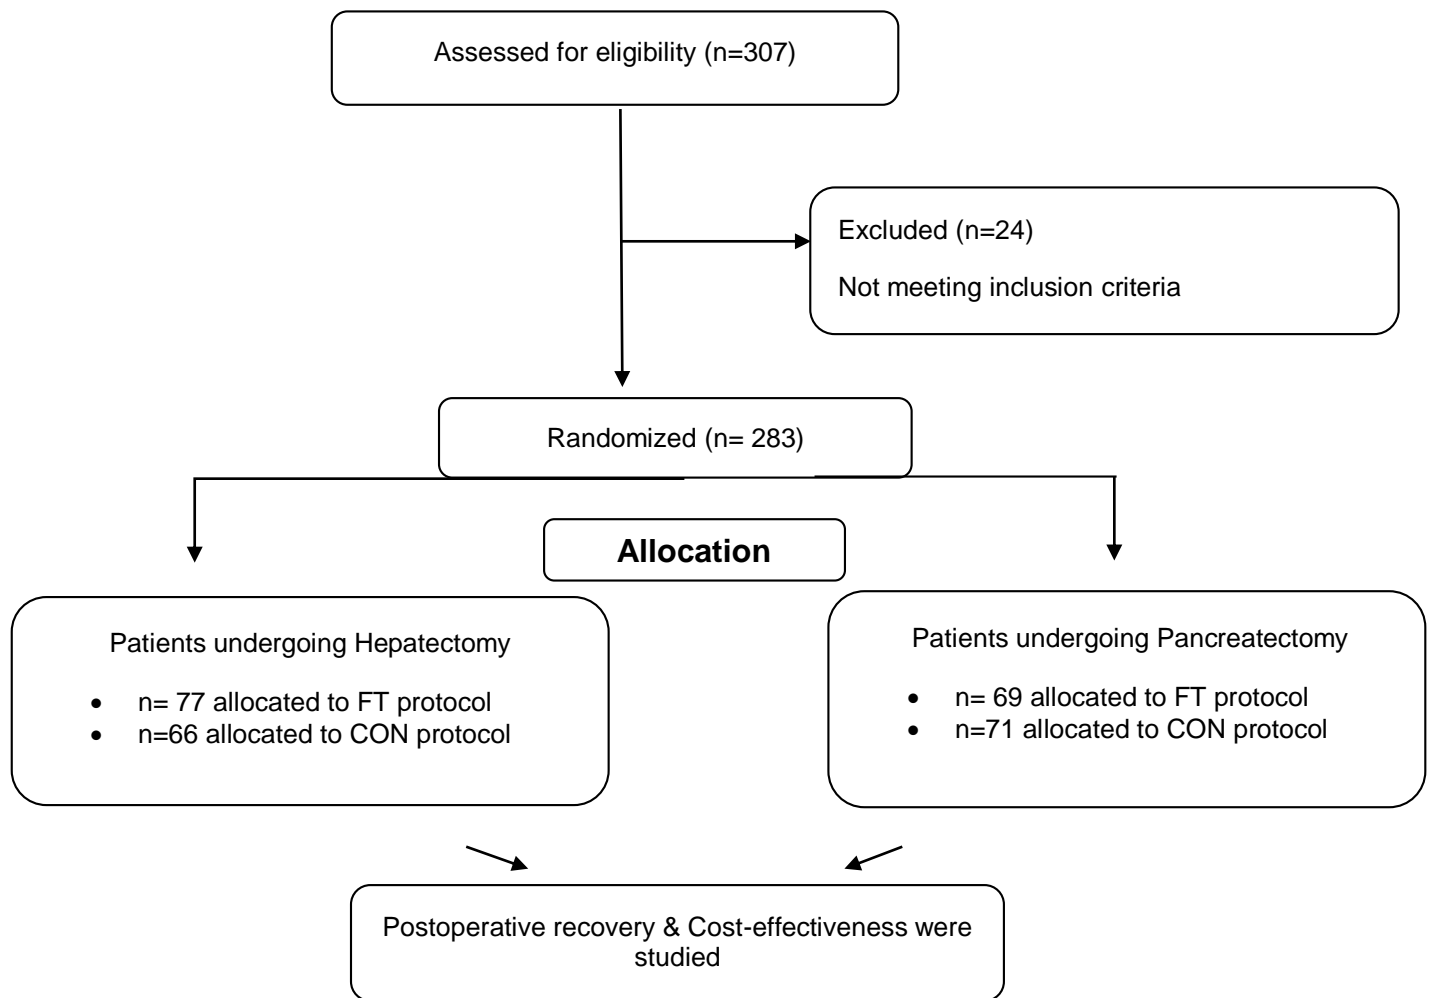 Assessed for eligibility (n=307)
Excluded (n=24)
Not meeting inclusion criteria
Randomized (n= 283)
Allocation
Patients undergoing Hepatectomy
• n= 77 allocated to FT protocol
• n=66 allocated to CON protocol
Patients undergoing Pancreatectomy
• n= 69 allocated to FT protocol
• n=71 allocated to CON protocol
Postoperative recovery & Cost-effectiveness were
studied